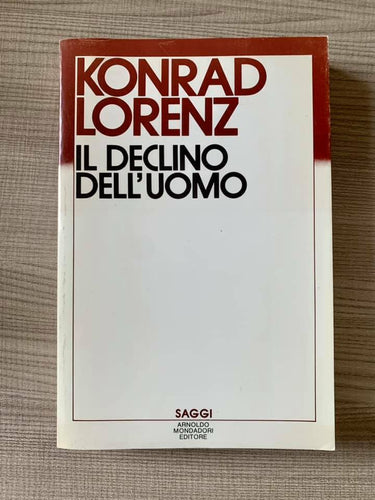 KONRAD
LORENZ
IL DECLINO
DELL'UOMO
SAGGI
ARNOLDO
MONDADORI
EDITORE